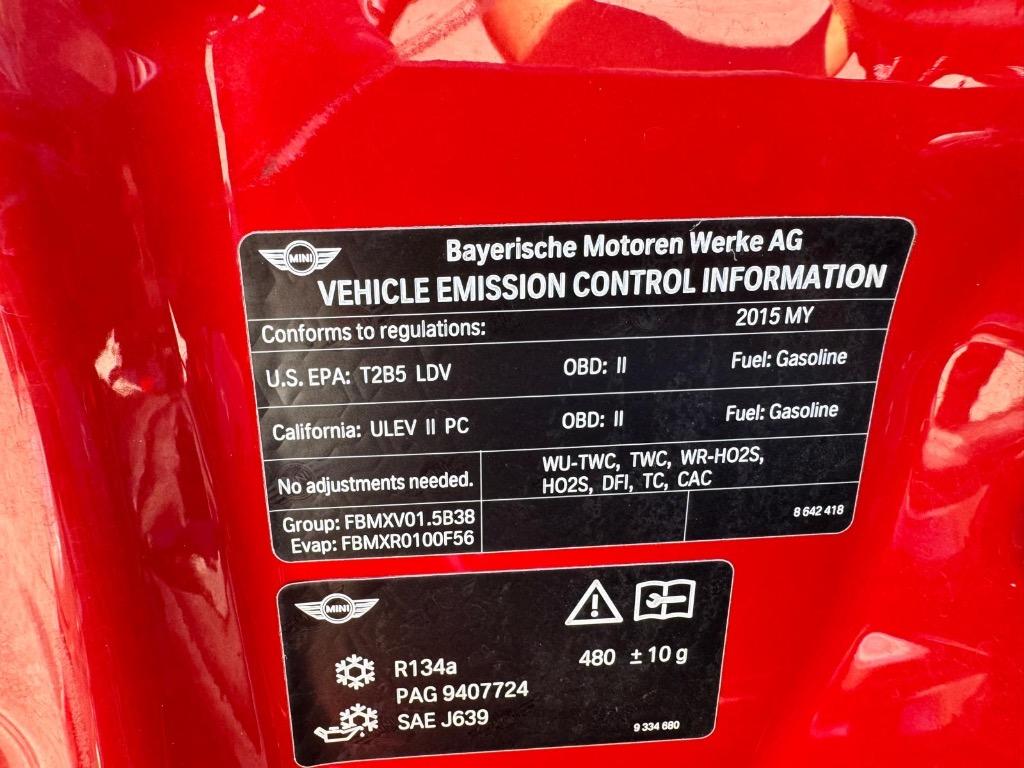 MINI
Bayerische Motoren Werke AG
VEHICLE EMISSION CONTROL INFORMATION
Conforms to regulations: 2015 MY
U.S. EPA: T2B5 LDV OBD: II Fuel: Gasoline
California: ULEV II PC OBD: II Fuel: Gasoline
No adjustments needed.
WU-TWC, TWC, WR-HO2S,
HO2S, DFI, TC, CAC
Group: FBMXV01.5B38
Evap: FBMXR0100F56
8 642 418
MINI
R134a 480 ± 10 g
PAG 9407724
SAE J639
9 334 680